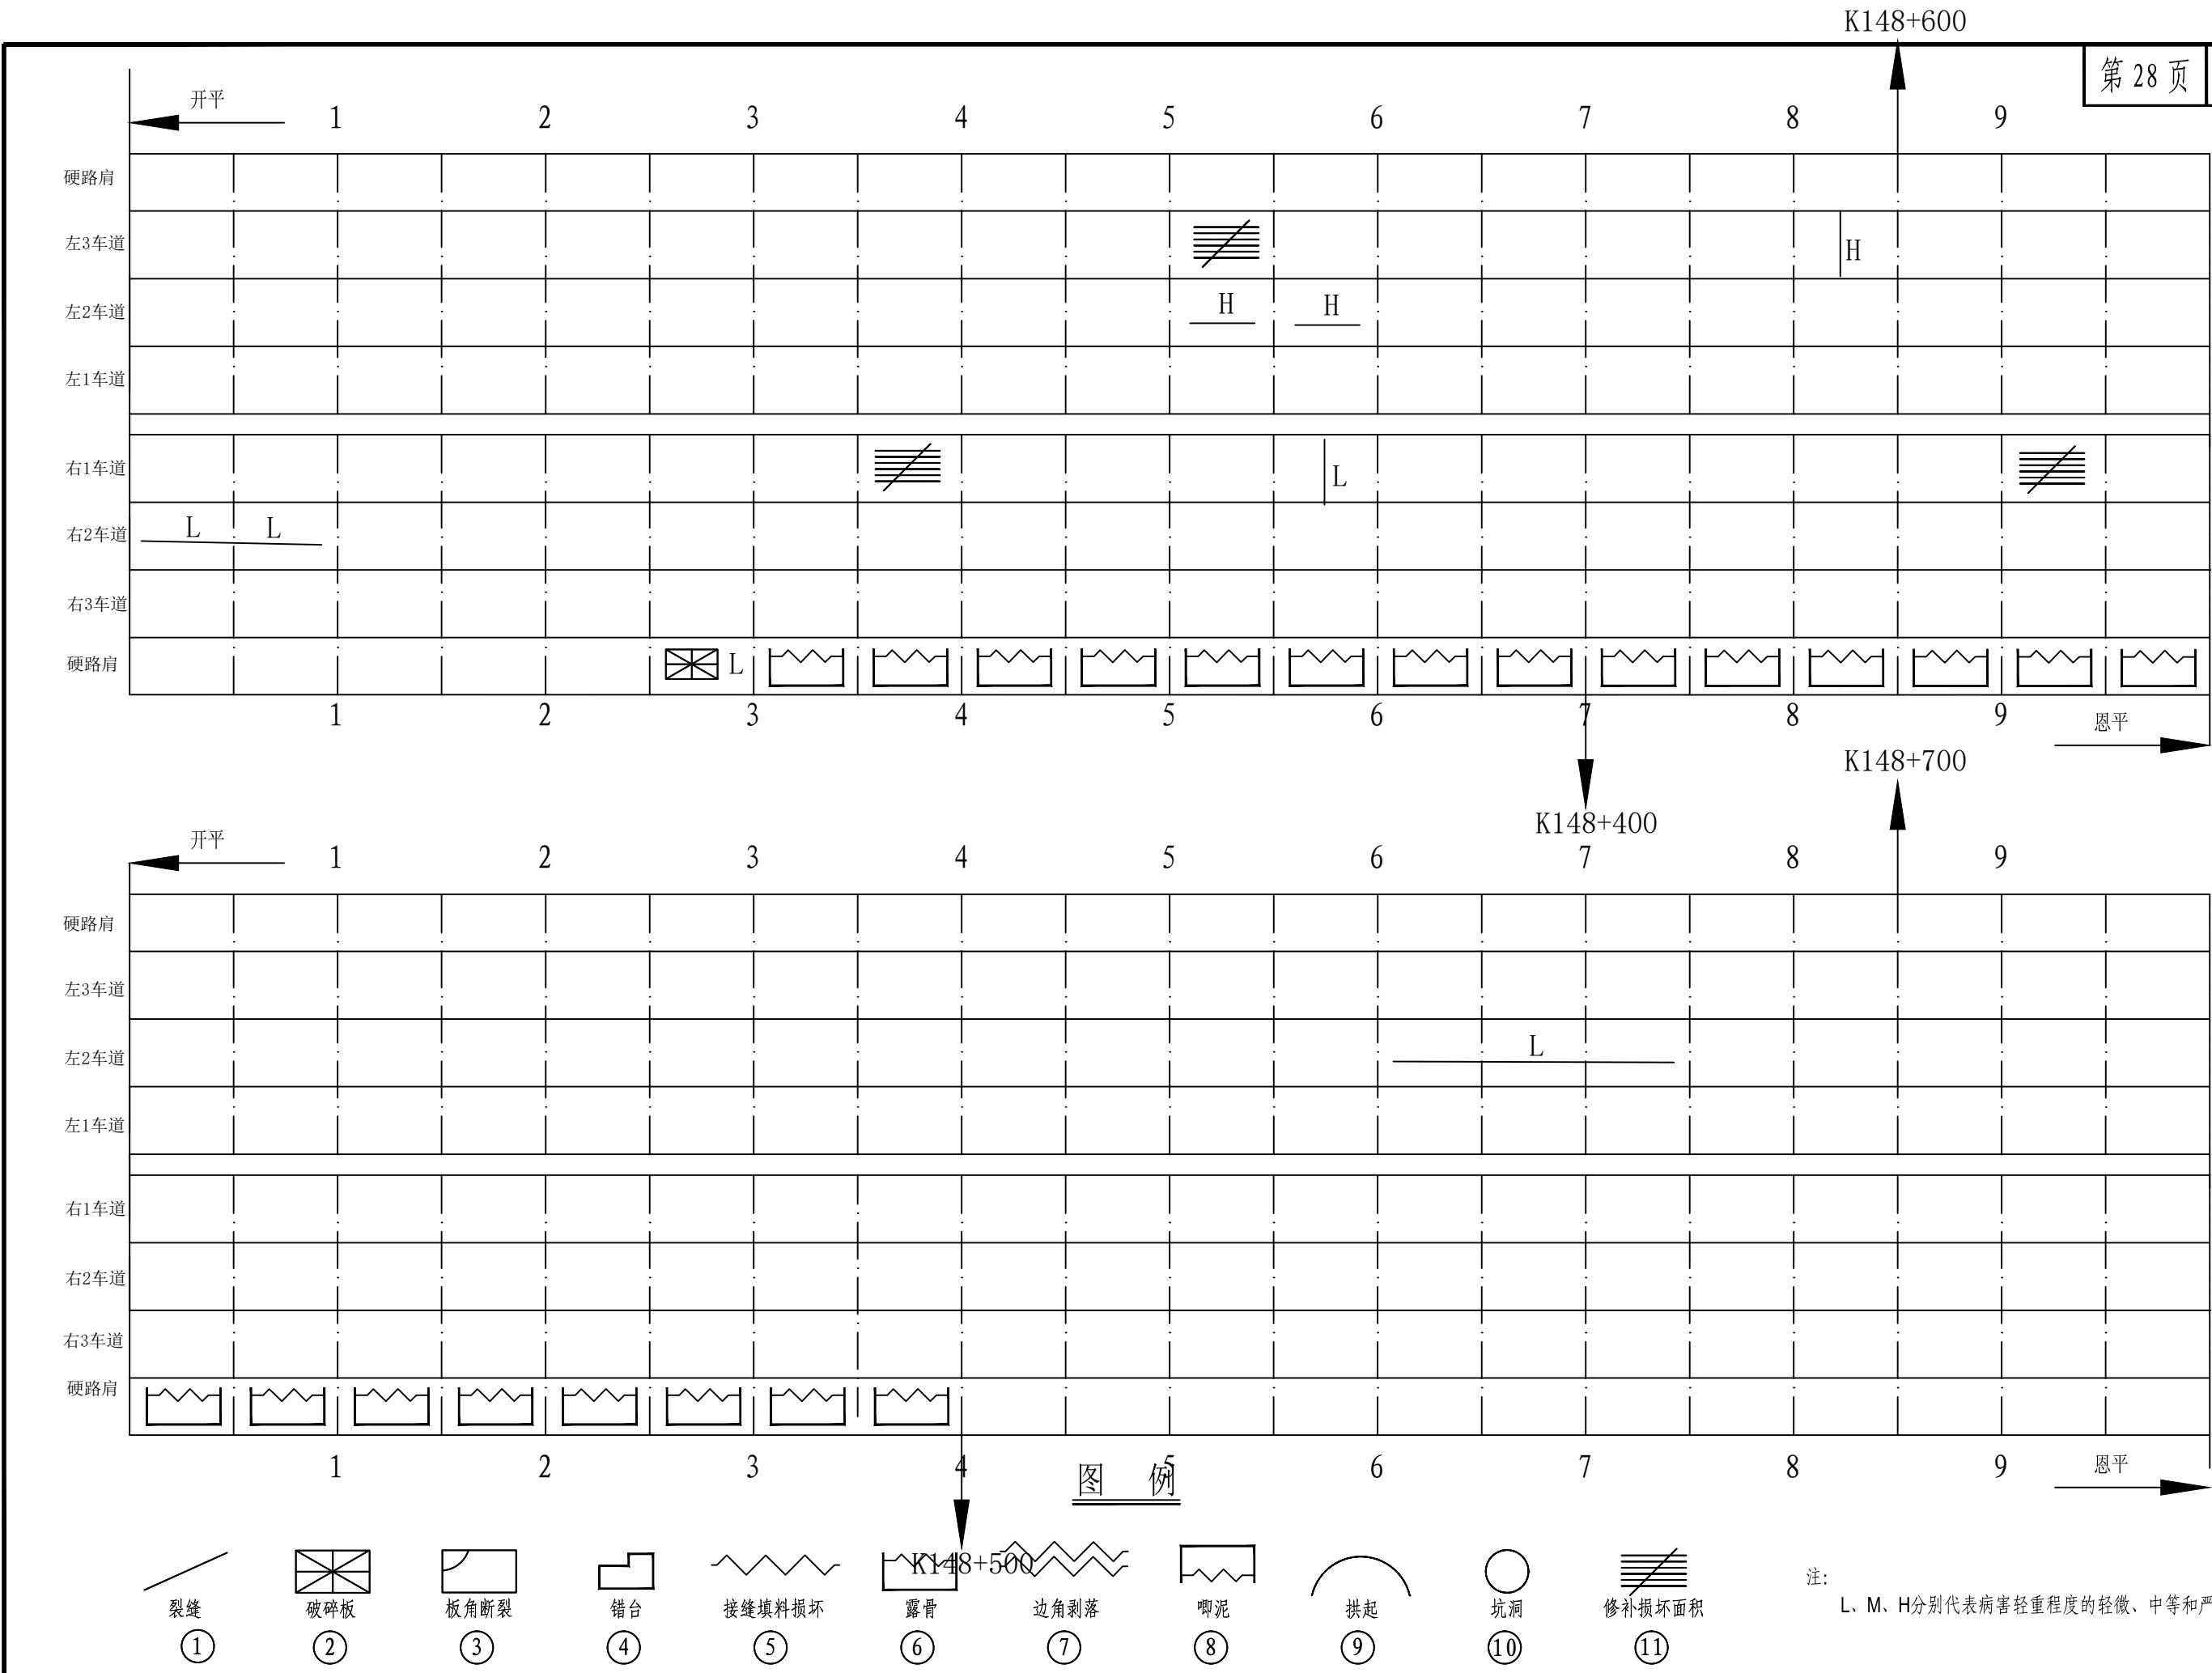 K148+600
第 28 页
开平
1 2 3 4 5 6 7 8 9
硬路肩
左3车道 H
左2车道 H H
左1车道
右1车道 L
右2车道 L L
右3车道
硬路肩 L
1 2 3 4 5 6 7 8 9 恩平
K148+700
K148+400
开平
1 2 3 4 5 6 7 8 9
硬路肩
左3车道
左2车道 L
左1车道
右1车道
右2车道
右3车道
硬路肩
1 2 3 4 5 6 7 8 9 恩平
图 例
K148+500
裂缝 破碎板 板角断裂 错台 接缝填料损坏 露骨 边角剥落 唧泥 拱起 坑洞 修补损坏面积
① ② ③ ④ ⑤ ⑥ ⑦ ⑧ ⑨ ⑩ ⑪
注:
L、M、H分别代表病害轻重程度的轻微、中等和严